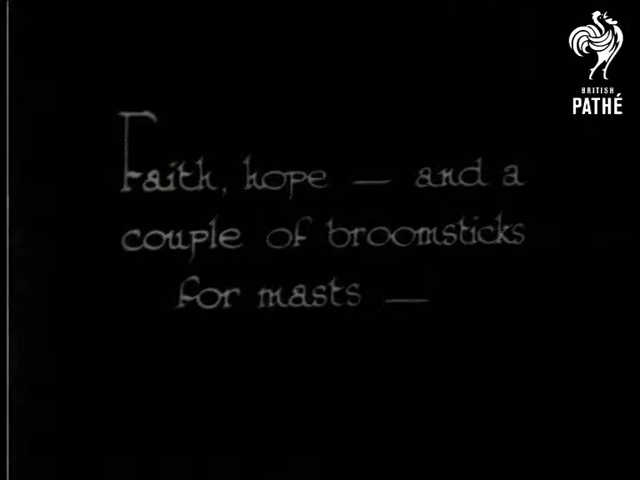 BRITISH
PATHÉ
Faith, hope — and a
couple of broomsticks
for masts —